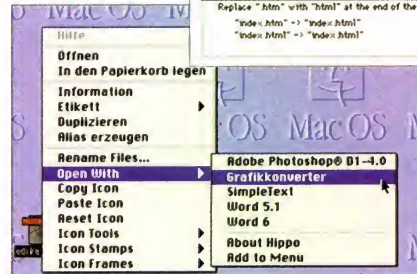 Replace ".htm" with "html" at the end of the
"index.htm" -> "index.html"
"index.html" -> "index.html"
Mac OS
Hilfe
Öffnen
In den Papierkorb legen
Information
Etikett
Duplizieren
Alias erzeugen
Rename Files...
Open With
Copy Icon
Paste Icon
Reset Icon
Icon Tools
Icon Stamps
Icon Frames
OS Mac OS
Adobe Photoshop® D1-4.0
Grafikkonverter
SimpleText
Word 5.1
Word 6
About Hippo
Add to Menu